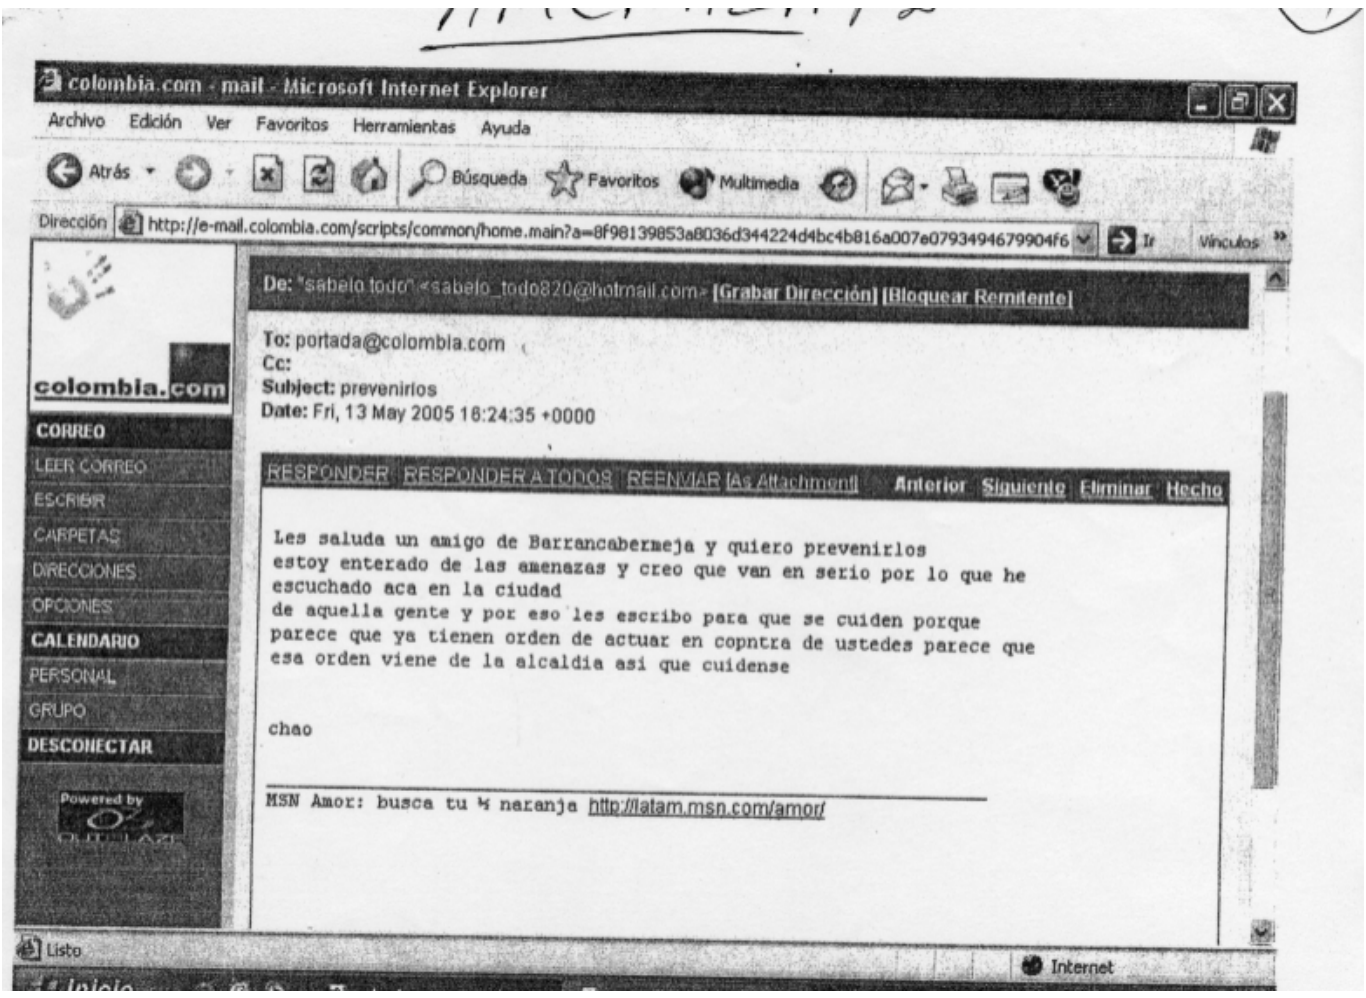 colombia.com - mail - Microsoft Internet Explorer
Archivo Edición Ver Favoritos Herramientas Ayuda
Atrás Búsqueda Favoritos Multimedia
Dirección http://e-mail.colombia.com/scripts/common/home.main?a=8f98139853a8036d344224d4bc4b816a007e0793494679904f6 Ir Vínculos »
De: "sabelo todo" <sabelo_todo820@hotmail.com> [Grabar Dirección] [Bloquear Remitente]
To: portada@colombia.com
Cc:
Subject: prevenirlos
Date: Fri, 13 May 2005 16:24:35 +0000
colombia.com
CORREO
LEER CORREO
ESCRIBIR
CARPETAS
DIRECCIONES
OPCIONES
CALENDARIO
PERSONAL
GRUPO
DESCONECTAR
Powered by
RESPONDER RESPONDER A TODOS REENVIAR [As Attachment] Anterior Siguiente Eliminar Hecho
Les saluda un amigo de Barrancabermeja y quiero prevenirlos
estoy enterado de las amenazas y creo que van en serio por lo que he
escuchado aca en la ciudad
de aquella gente y por eso les escribo para que se cuiden porque
parece que ya tienen orden de actuar en copntra de ustedes parece que
esa orden viene de la alcaldia asi que cuidense
chao
MSN Amor: busca tu ½ naranja http://latam.msn.com/amor/
Listo
Internet
Inicio